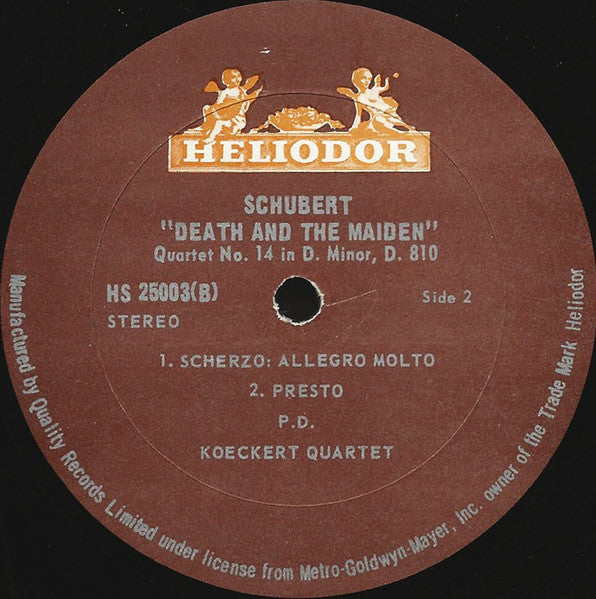 HELIODOR
SCHUBERT
"DEATH AND THE MAIDEN"
Quartet No. 14 in D. Minor, D. 810
HS 25003(B)
Side 2
STEREO
1. SCHERZO: ALLEGRO MOLTO
2. PRESTO
P.D.
KOECKERT QUARTET
Manufactured by Quality Records Limited under license from Metro-Goldwyn-Mayer, Inc. owner of the Trade Mark Heliodor